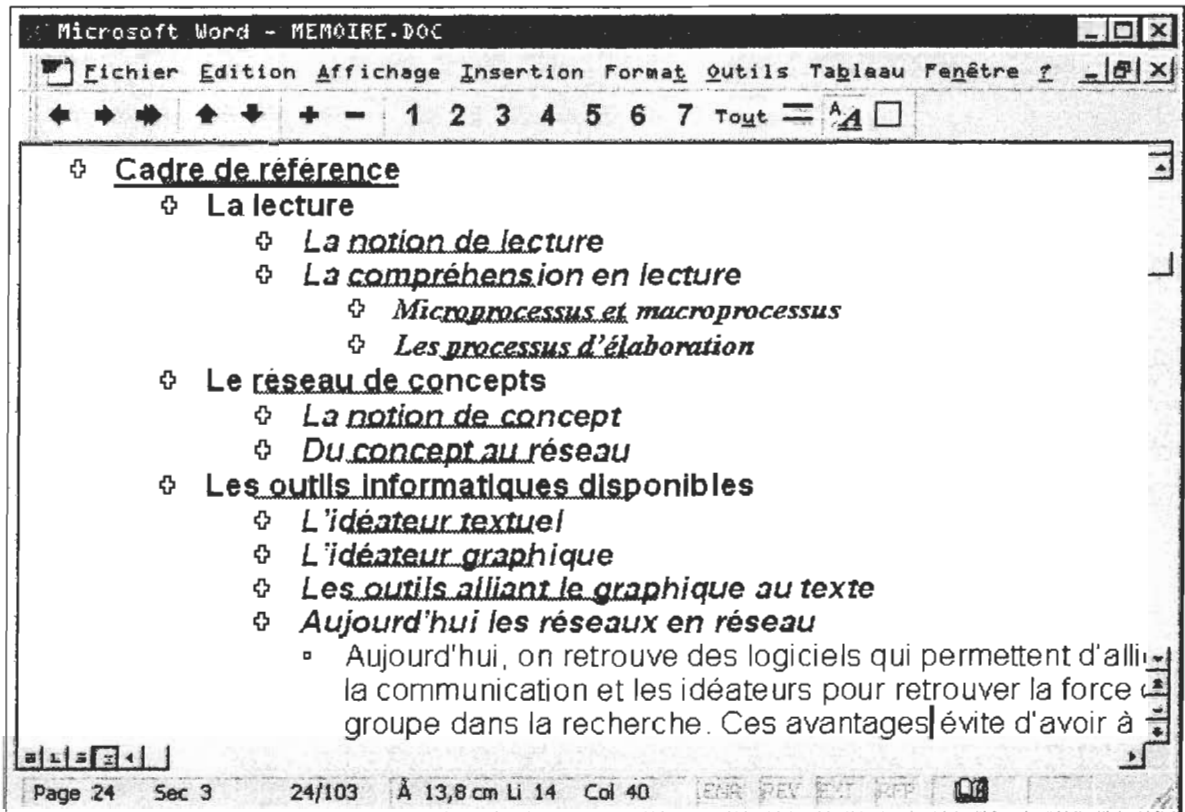 Microsoft Word - MEMOIRE.DOC
Fichier Edition Affichage Insertion Format Outils Tableau Fenêtre ?
1 2 3 4 5 6 7 Tout
Cadre de référence
La lecture
La notion de lecture
La compréhension en lecture
Microprocessus et macroprocessus
Les processus d'élaboration
Le réseau de concepts
La notion de concept
Du concept au réseau
Les outils informatiques disponibles
L'idéateur textuel
L'idéateur graphique
Les outils alliant le graphique au texte
Aujourd'hui les réseaux en réseau
Aujourd'hui, on retrouve des logiciels qui permettent d'alli
la communication et les idéateurs pour retrouver la force
groupe dans la recherche. Ces avantages évite d'avoir à
Page 24 Sec 3 24/103 À 13,8 cm Li 14 Col 40 ENR REV EXT RFP